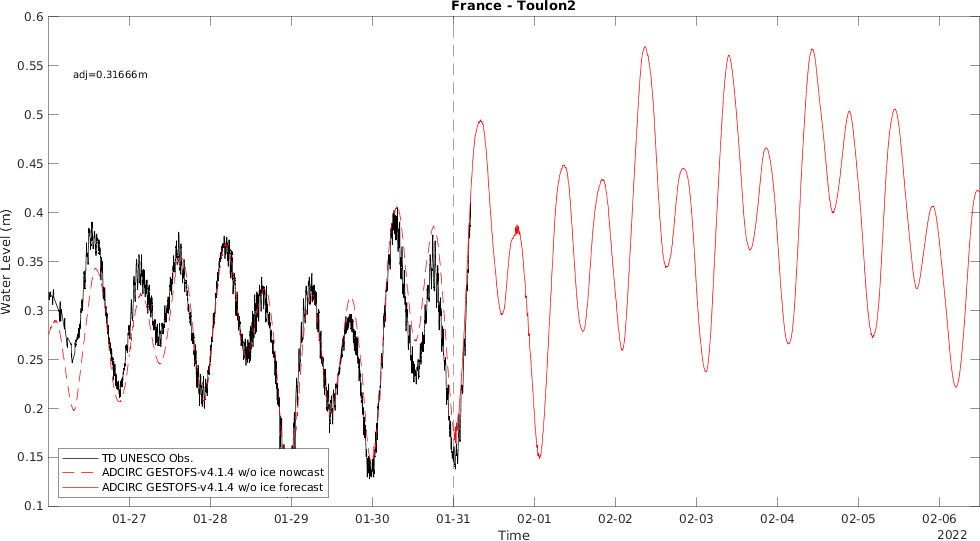 France - Toulon2
adj=0.31666m
Water Level (m)
0.6
0.55
0.5
0.45
0.4
0.35
0.3
0.25
0.2
0.15
0.1
TD UNESCO Obs.
ADCIRC GESTOFS-v4.1.4 w/o ice nowcast
ADCIRC GESTOFS-v4.1.4 w/o ice forecast
01-27 01-28 01-29 01-30 01-31 02-01 02-02 02-03 02-04 02-05 02-06
Time
2022